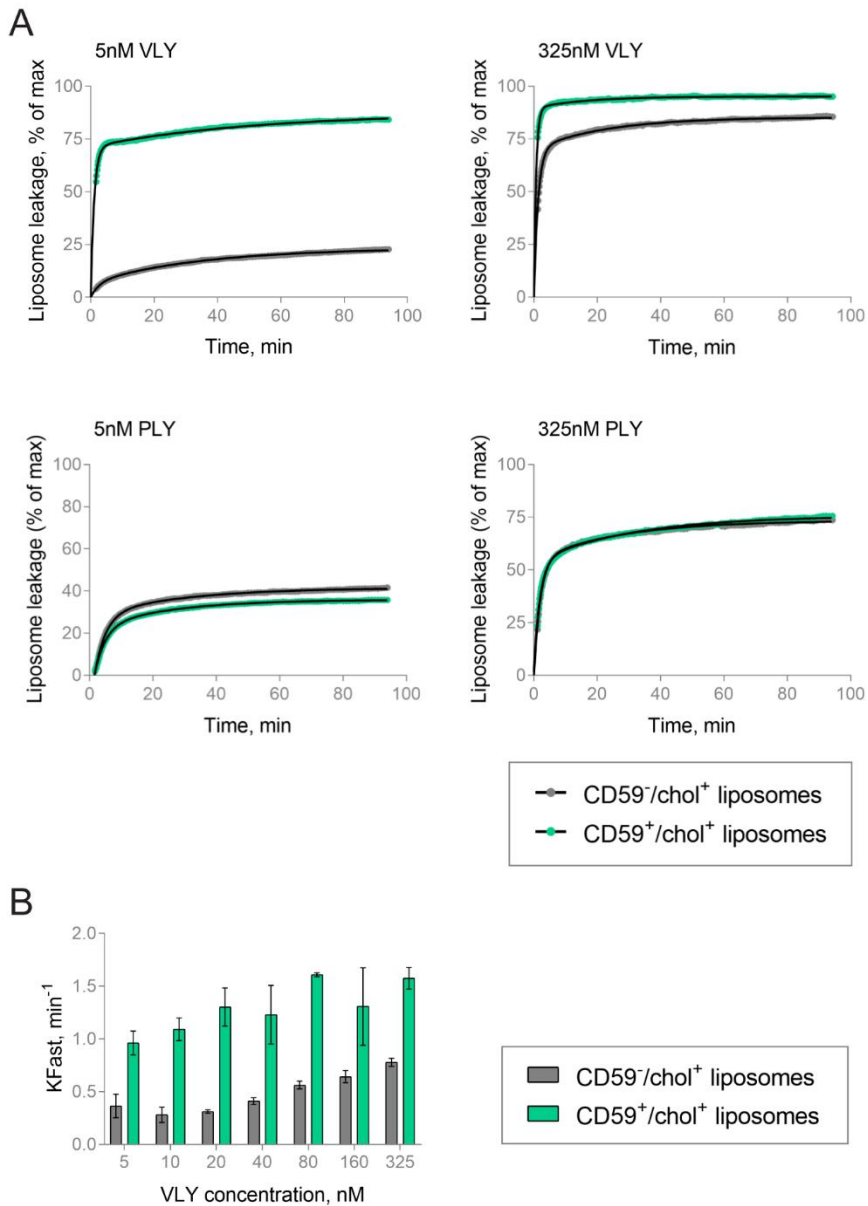 A
5nM VLY
Liposome leakage, % of max
100
75
50
25
0
0 20 40 60 80 100
Time, min
325nM VLY
Liposome leakage, % of max
100
75
50
25
0
0 20 40 60 80 100
Time, min
5nM PLY
Liposome leakage (% of max)
100
80
60
40
20
0
0 20 40 60 80 100
Time, min
325nM PLY
Liposome leakage (% of max)
100
75
50
25
0
0 20 40 60 80 100
Time, min
CD59⁻/chol⁺ liposomes
CD59⁺/chol⁺ liposomes
B
KFast, min⁻¹
2.0
1.5
1.0
0.5
0.0
5 10 20 40 80 160 325
VLY concentration, nM
CD59⁻/chol⁺ liposomes
CD59⁺/chol⁺ liposomes